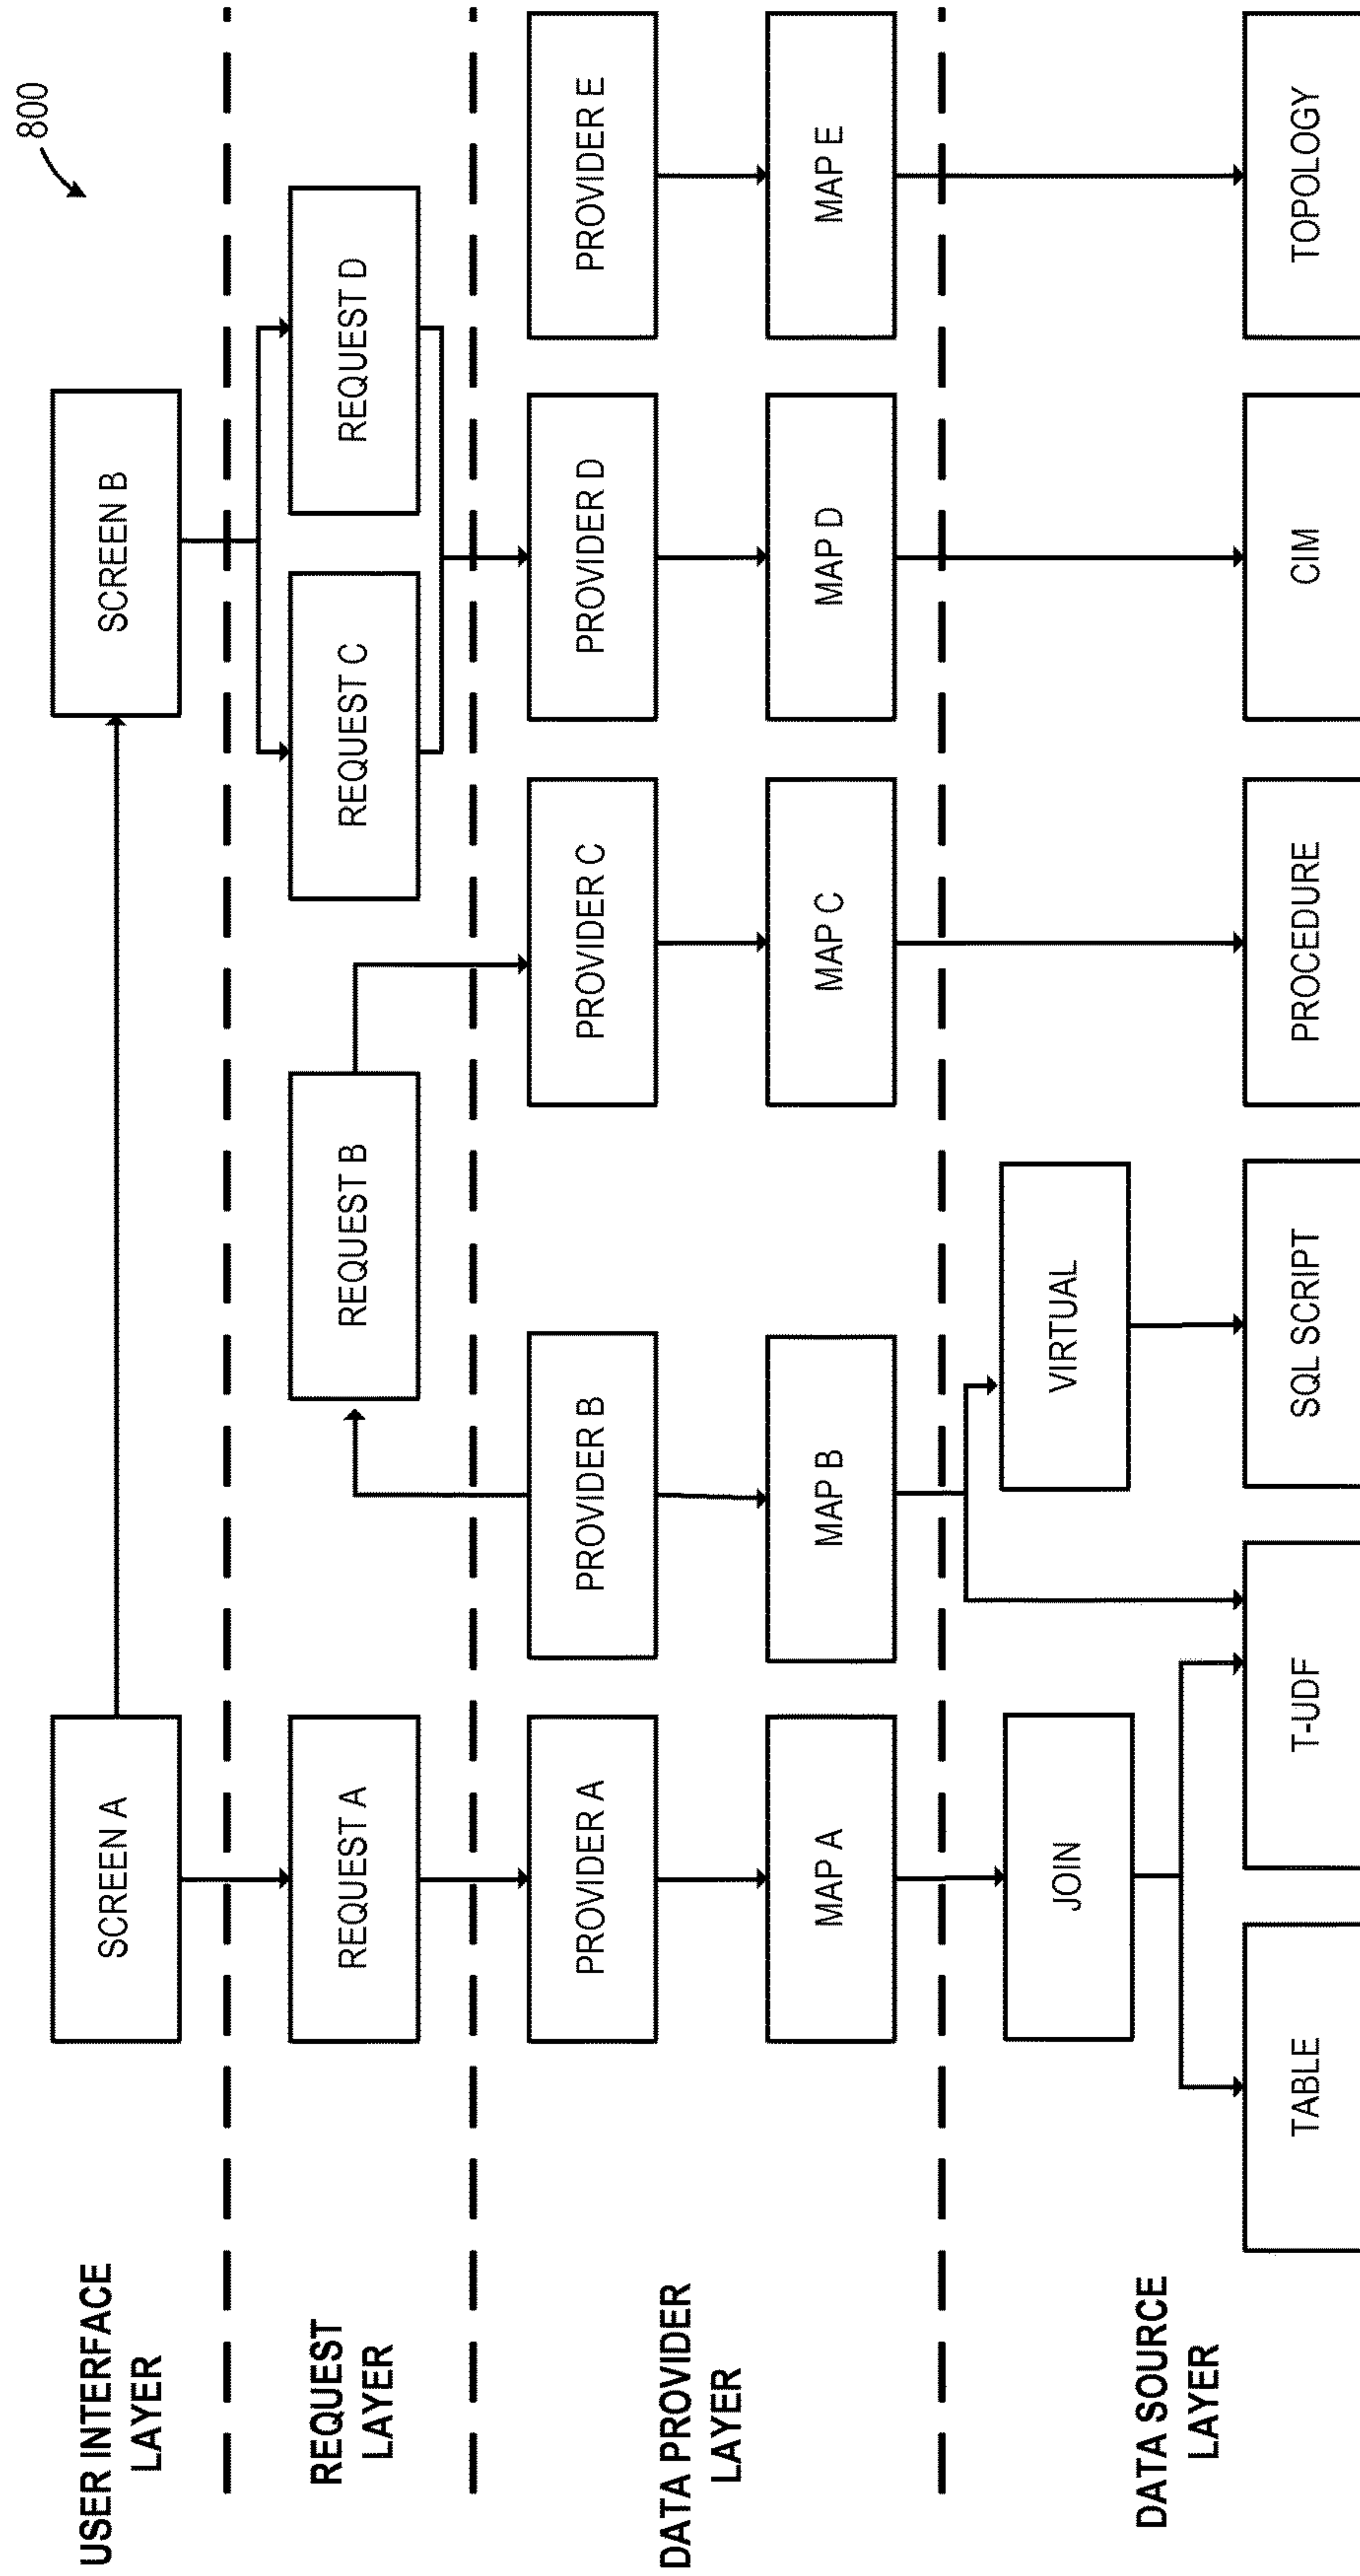 800
USER INTERFACE
LAYER
SCREEN A
SCREEN B
REQUEST
LAYER
REQUEST A
REQUEST B
REQUEST C
REQUEST D
DATA PROVIDER
LAYER
PROVIDER A
PROVIDER B
PROVIDER C
PROVIDER D
PROVIDER E
MAP A
MAP B
MAP C
MAP D
MAP E
DATA SOURCE
LAYER
JOIN
VIRTUAL
TABLE
T-UDF
SQL SCRIPT
PROCEDURE
CIM
TOPOLOGY